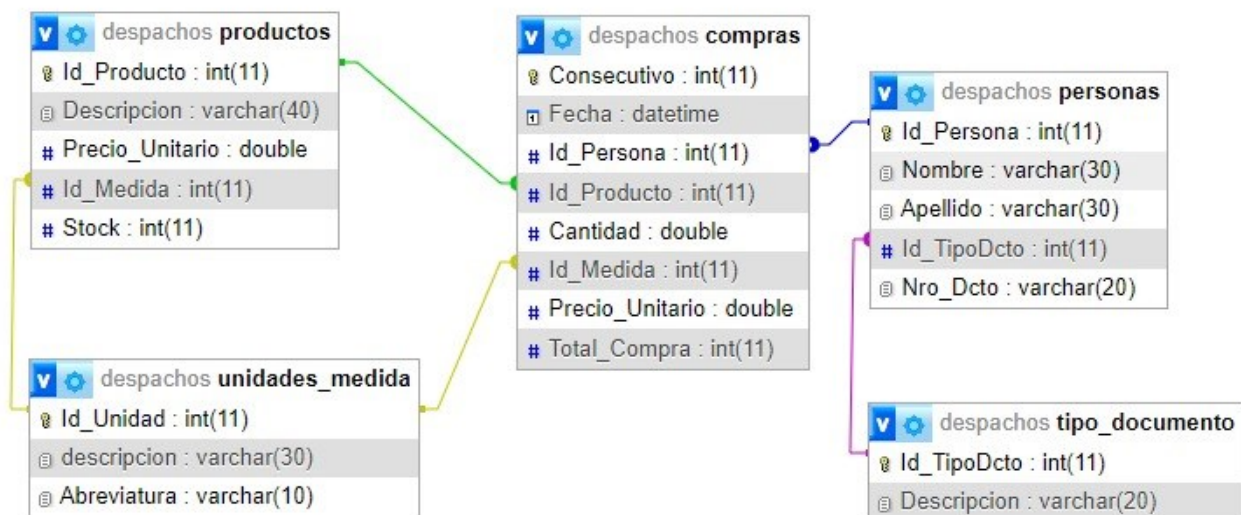 despachos productos
Id_Producto : int(11)
Descripcion : varchar(40)
Precio_Unitario : double
Id_Medida : int(11)
Stock : int(11)
despachos compras
Consecutivo : int(11)
Fecha : datetime
Id_Persona : int(11)
Id_Producto : int(11)
Cantidad : double
Id_Medida : int(11)
Precio_Unitario : double
Total_Compra : int(11)
despachos personas
Id_Persona : int(11)
Nombre : varchar(30)
Apellido : varchar(30)
Id_TipoDcto : int(11)
Nro_Dcto : varchar(20)
despachos unidades_medida
Id_Unidad : int(11)
descripcion : varchar(30)
Abreviatura : varchar(10)
despachos tipo_documento
Id_TipoDcto : int(11)
Descripcion : varchar(20)